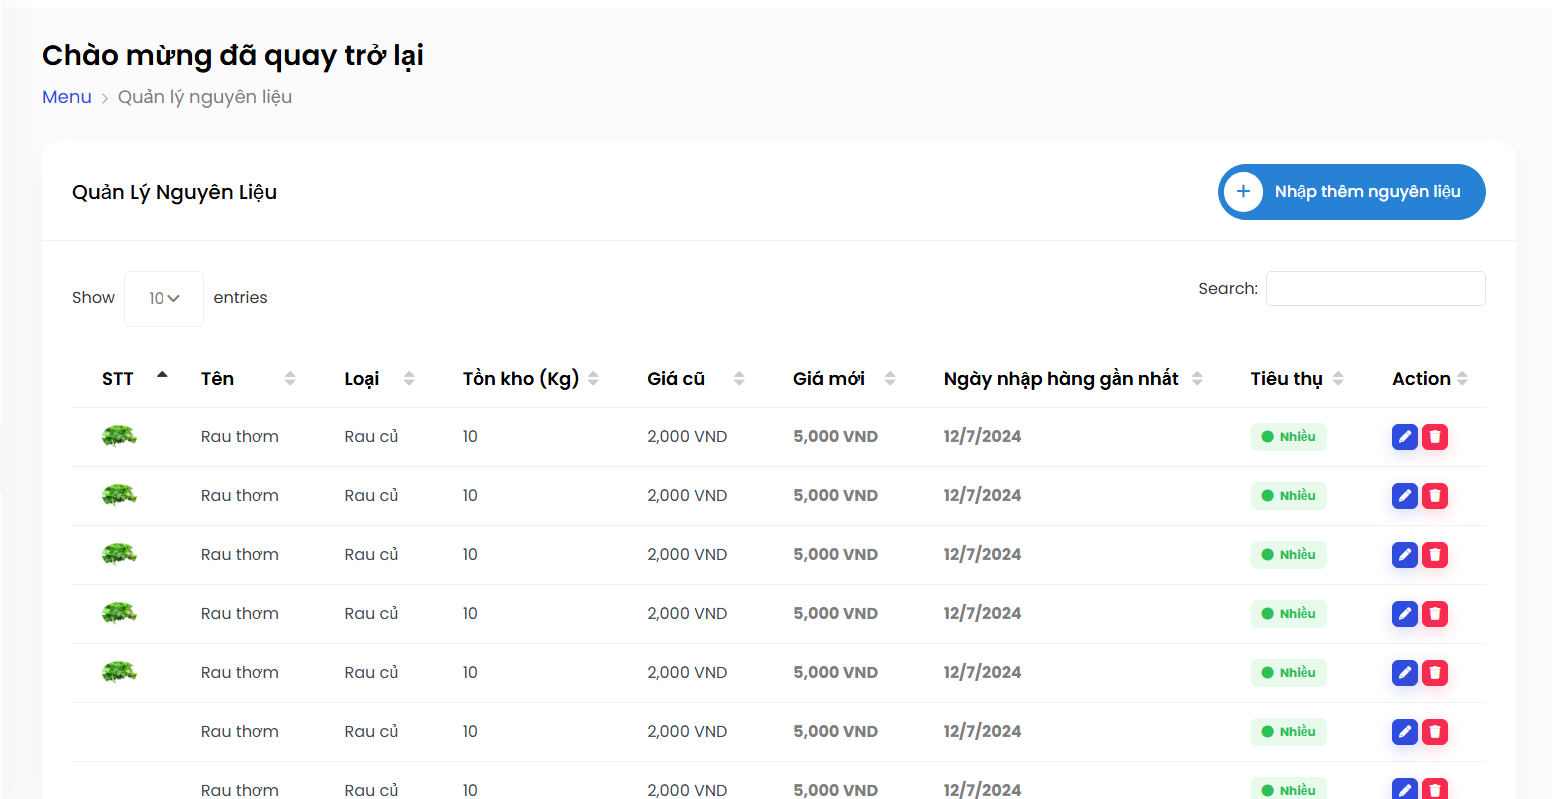 Chào mừng đã quay trở lại
Menu > Quản lý nguyên liệu
Quản Lý Nguyên Liệu
Nhập thêm nguyên liệu
Show 10 entries
Search:
STT Tên Loại Tồn kho (Kg) Giá cũ Giá mới Ngày nhập hàng gần nhất Tiêu thụ Action
Rau thơm Rau củ 10 2,000 VND 5,000 VND 12/7/2024 Nhiều
Rau thơm Rau củ 10 2,000 VND 5,000 VND 12/7/2024 Nhiều
Rau thơm Rau củ 10 2,000 VND 5,000 VND 12/7/2024 Nhiều
Rau thơm Rau củ 10 2,000 VND 5,000 VND 12/7/2024 Nhiều
Rau thơm Rau củ 10 2,000 VND 5,000 VND 12/7/2024 Nhiều
Rau thơm Rau củ 10 2,000 VND 5,000 VND 12/7/2024 Nhiều
Rau thơm Rau củ 10 2,000 VND 5,000 VND 12/7/2024 Nhiều